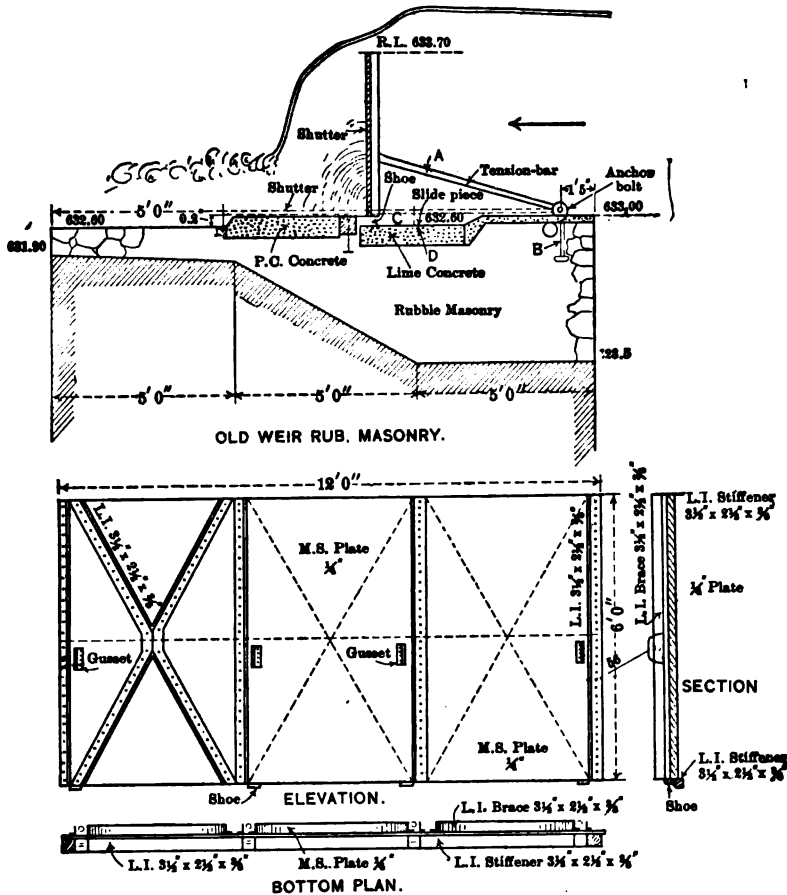 R.L. 633.70
Shutter
A
Shoe
Tension-bar
Slide piece
1'5"
Anchor
bolt
Shutter
5'0"
632.60
0.2
C
632.60
633.00
631.90
P.C. Concrete
D
Lime Concrete
B
Rubble Masonry
5'0"
5'0"
5'0"
OLD WEIR RUB. MASONRY.
12'0"
L.I. 3½" x 2½" x ⅜"
M.S. Plate
¼"
L.I. 3½" x 2½" x ⅜"
6'0"
L.I. Brace 3½" x 2½" x ⅜"
L.I. Stiffener
3½" x 2½" x ⅜"
¼" Plate
Gusset
Gusset
SECTION
M.S. Plate
¼"
L.I. Stiffener
3½" x 2½" x ⅜"
Shoe
Shoe
ELEVATION.
L.I. Brace 3½" x 2½" x ⅜"
L.I. 3½" x 2½" x ⅜"
M.S. Plate ¼"
L.I. Stiffener 3½" x 2½" x ⅜"
BOTTOM PLAN.